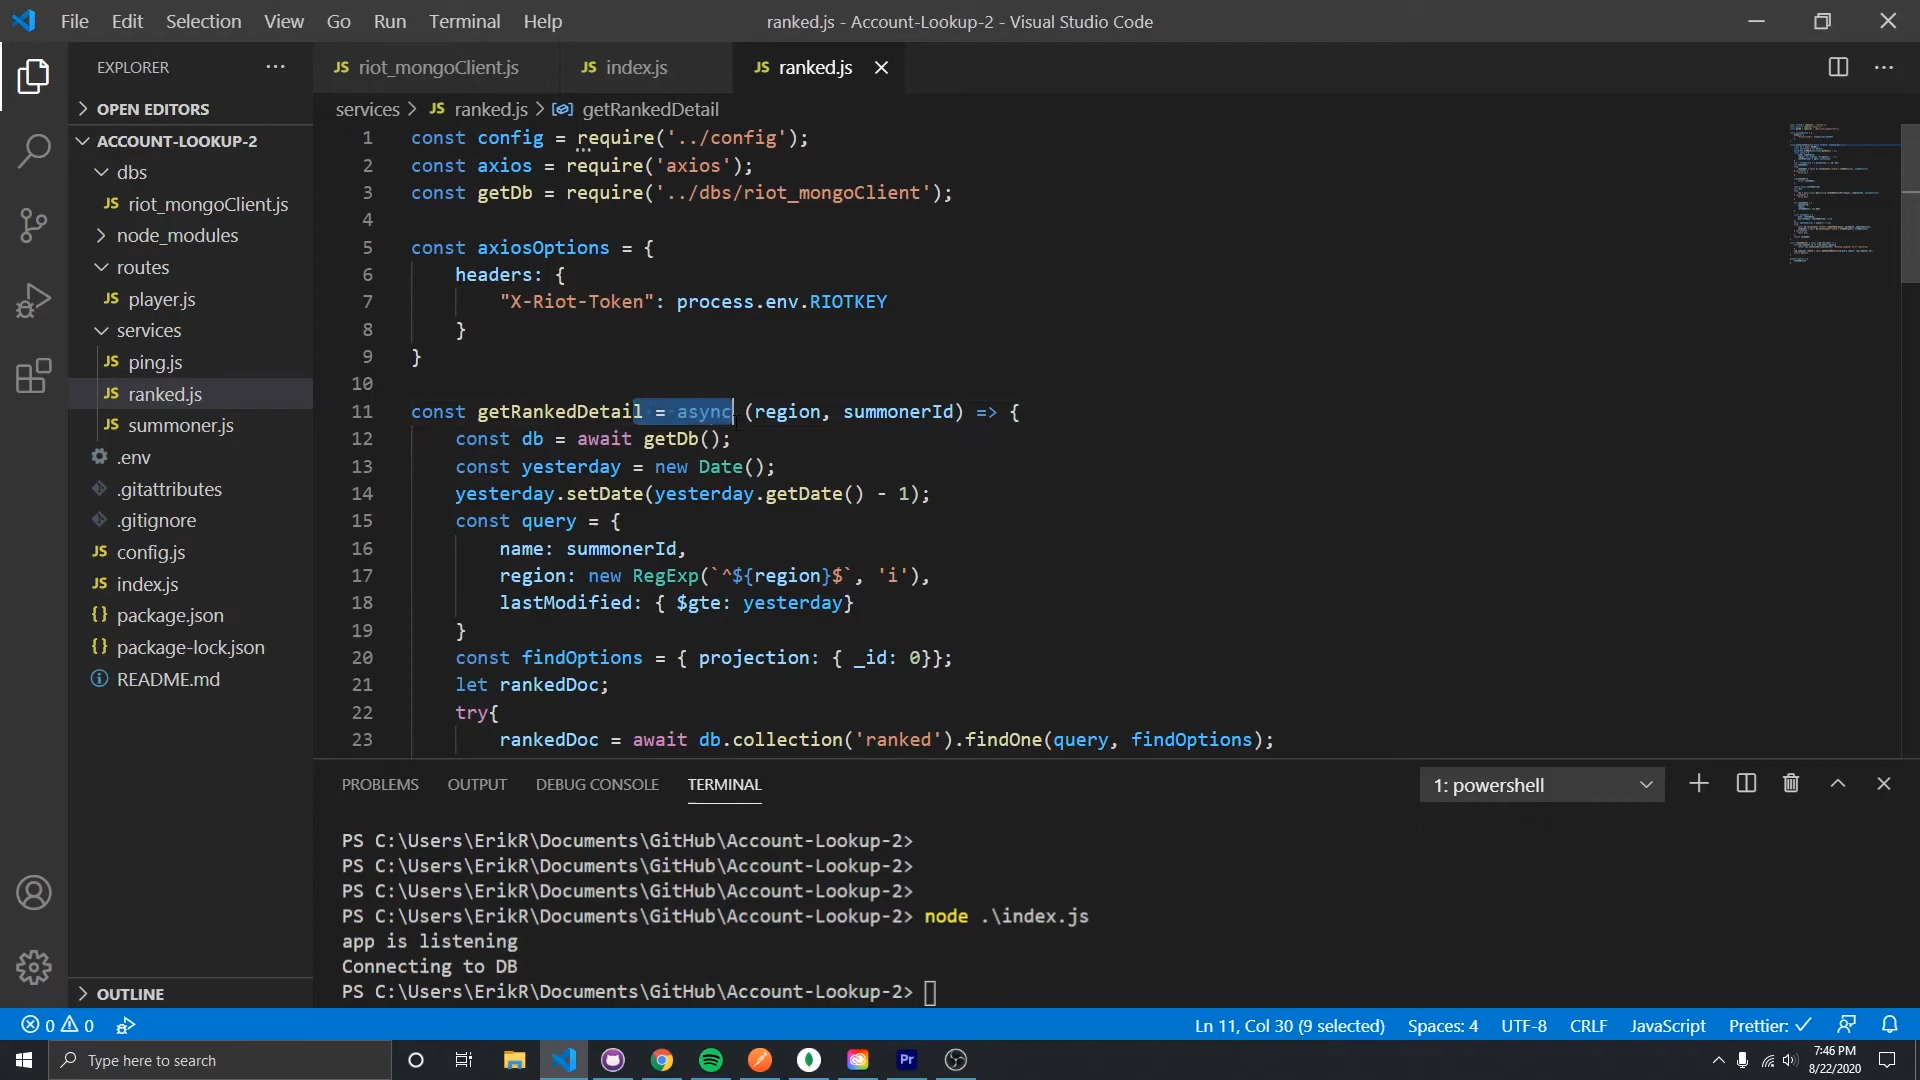 File Edit Selection View Go Run Terminal Help
ranked.js - Account-Lookup-2 - Visual Studio Code
EXPLORER
JS riot_mongoClient.js JS index.js JS ranked.js
OPEN EDITORS
ACCOUNT-LOOKUP-2
dbs
JS riot_mongoClient.js
node_modules
routes
JS player.js
services
JS ping.js
JS ranked.js
JS summoner.js
.env
.gitattributes
.gitignore
JS config.js
JS index.js
{} package.json
{} package-lock.json
README.md
OUTLINE
services > JS ranked.js > getRankedDetail
1 const config = require('../config');
2 const axios = require('axios');
3 const getDb = require('../dbs/riot_mongoClient');
4
5 const axiosOptions = {
6 headers: {
7 "X-Riot-Token": process.env.RIOTKEY
8 }
9 }
10
11 const getRankedDetail = async (region, summonerId) => {
12 const db = await getDb();
13 const yesterday = new Date();
14 yesterday.setDate(yesterday.getDate() - 1);
15 const query = {
16 name: summonerId,
17 region: new RegExp(`^${region}$`, 'i'),
18 lastModified: { $gte: yesterday}
19 }
20 const findOptions = { projection: { _id: 0}};
21 let rankedDoc;
22 try{
23 rankedDoc = await db.collection('ranked').findOne(query, findOptions);
PROBLEMS OUTPUT DEBUG CONSOLE TERMINAL
1: powershell
PS C:\Users\ErikR\Documents\GitHub\Account-Lookup-2>
PS C:\Users\ErikR\Documents\GitHub\Account-Lookup-2>
PS C:\Users\ErikR\Documents\GitHub\Account-Lookup-2>
PS C:\Users\ErikR\Documents\GitHub\Account-Lookup-2> node .\index.js
app is listening
Connecting to DB
PS C:\Users\ErikR\Documents\GitHub\Account-Lookup-2>
0 0
Ln 11, Col 30 (9 selected) Spaces: 4 UTF-8 CRLF JavaScript Prettier: ✓
Type here to search
Pr
7:46 PM
8/22/2020